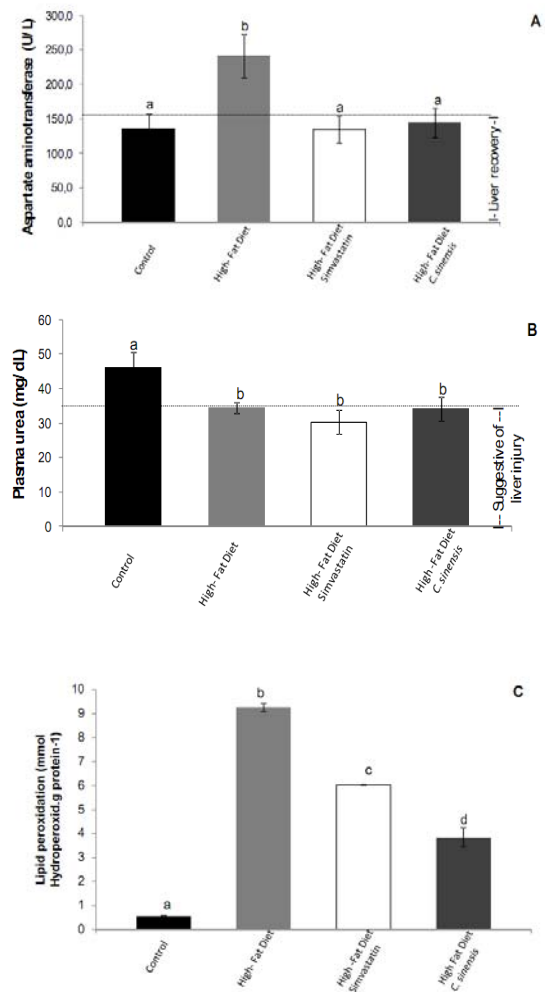 A
Aspartate aminotransferase (U/L)
300,0
250,0
200,0
150,0
100,0
50,0
0,0
a
b
a
a
I- Liver recovery -I
Control
High- Fat Diet
High- Fat Diet
Simvastatin
High- Fat Diet
C. sinensis
B
Plasma urea (mg/ dL)
60
50
40
30
20
10
0
a
b
b
b
I-- Suggestive of --I
liver injury
Control
High- Fat Diet
High- Fat Diet
Simvastatin
High- Fat Diet
C. sinensis
C
Lipid peroxidation (mmol
Hydroperoxid.g protein-1)
10
9
8
7
6
5
4
3
2
1
0
a
b
c
d
Control
High- Fat Diet
High -Fat Diet
Simvastatin
High Fat Diet
C. sinensis